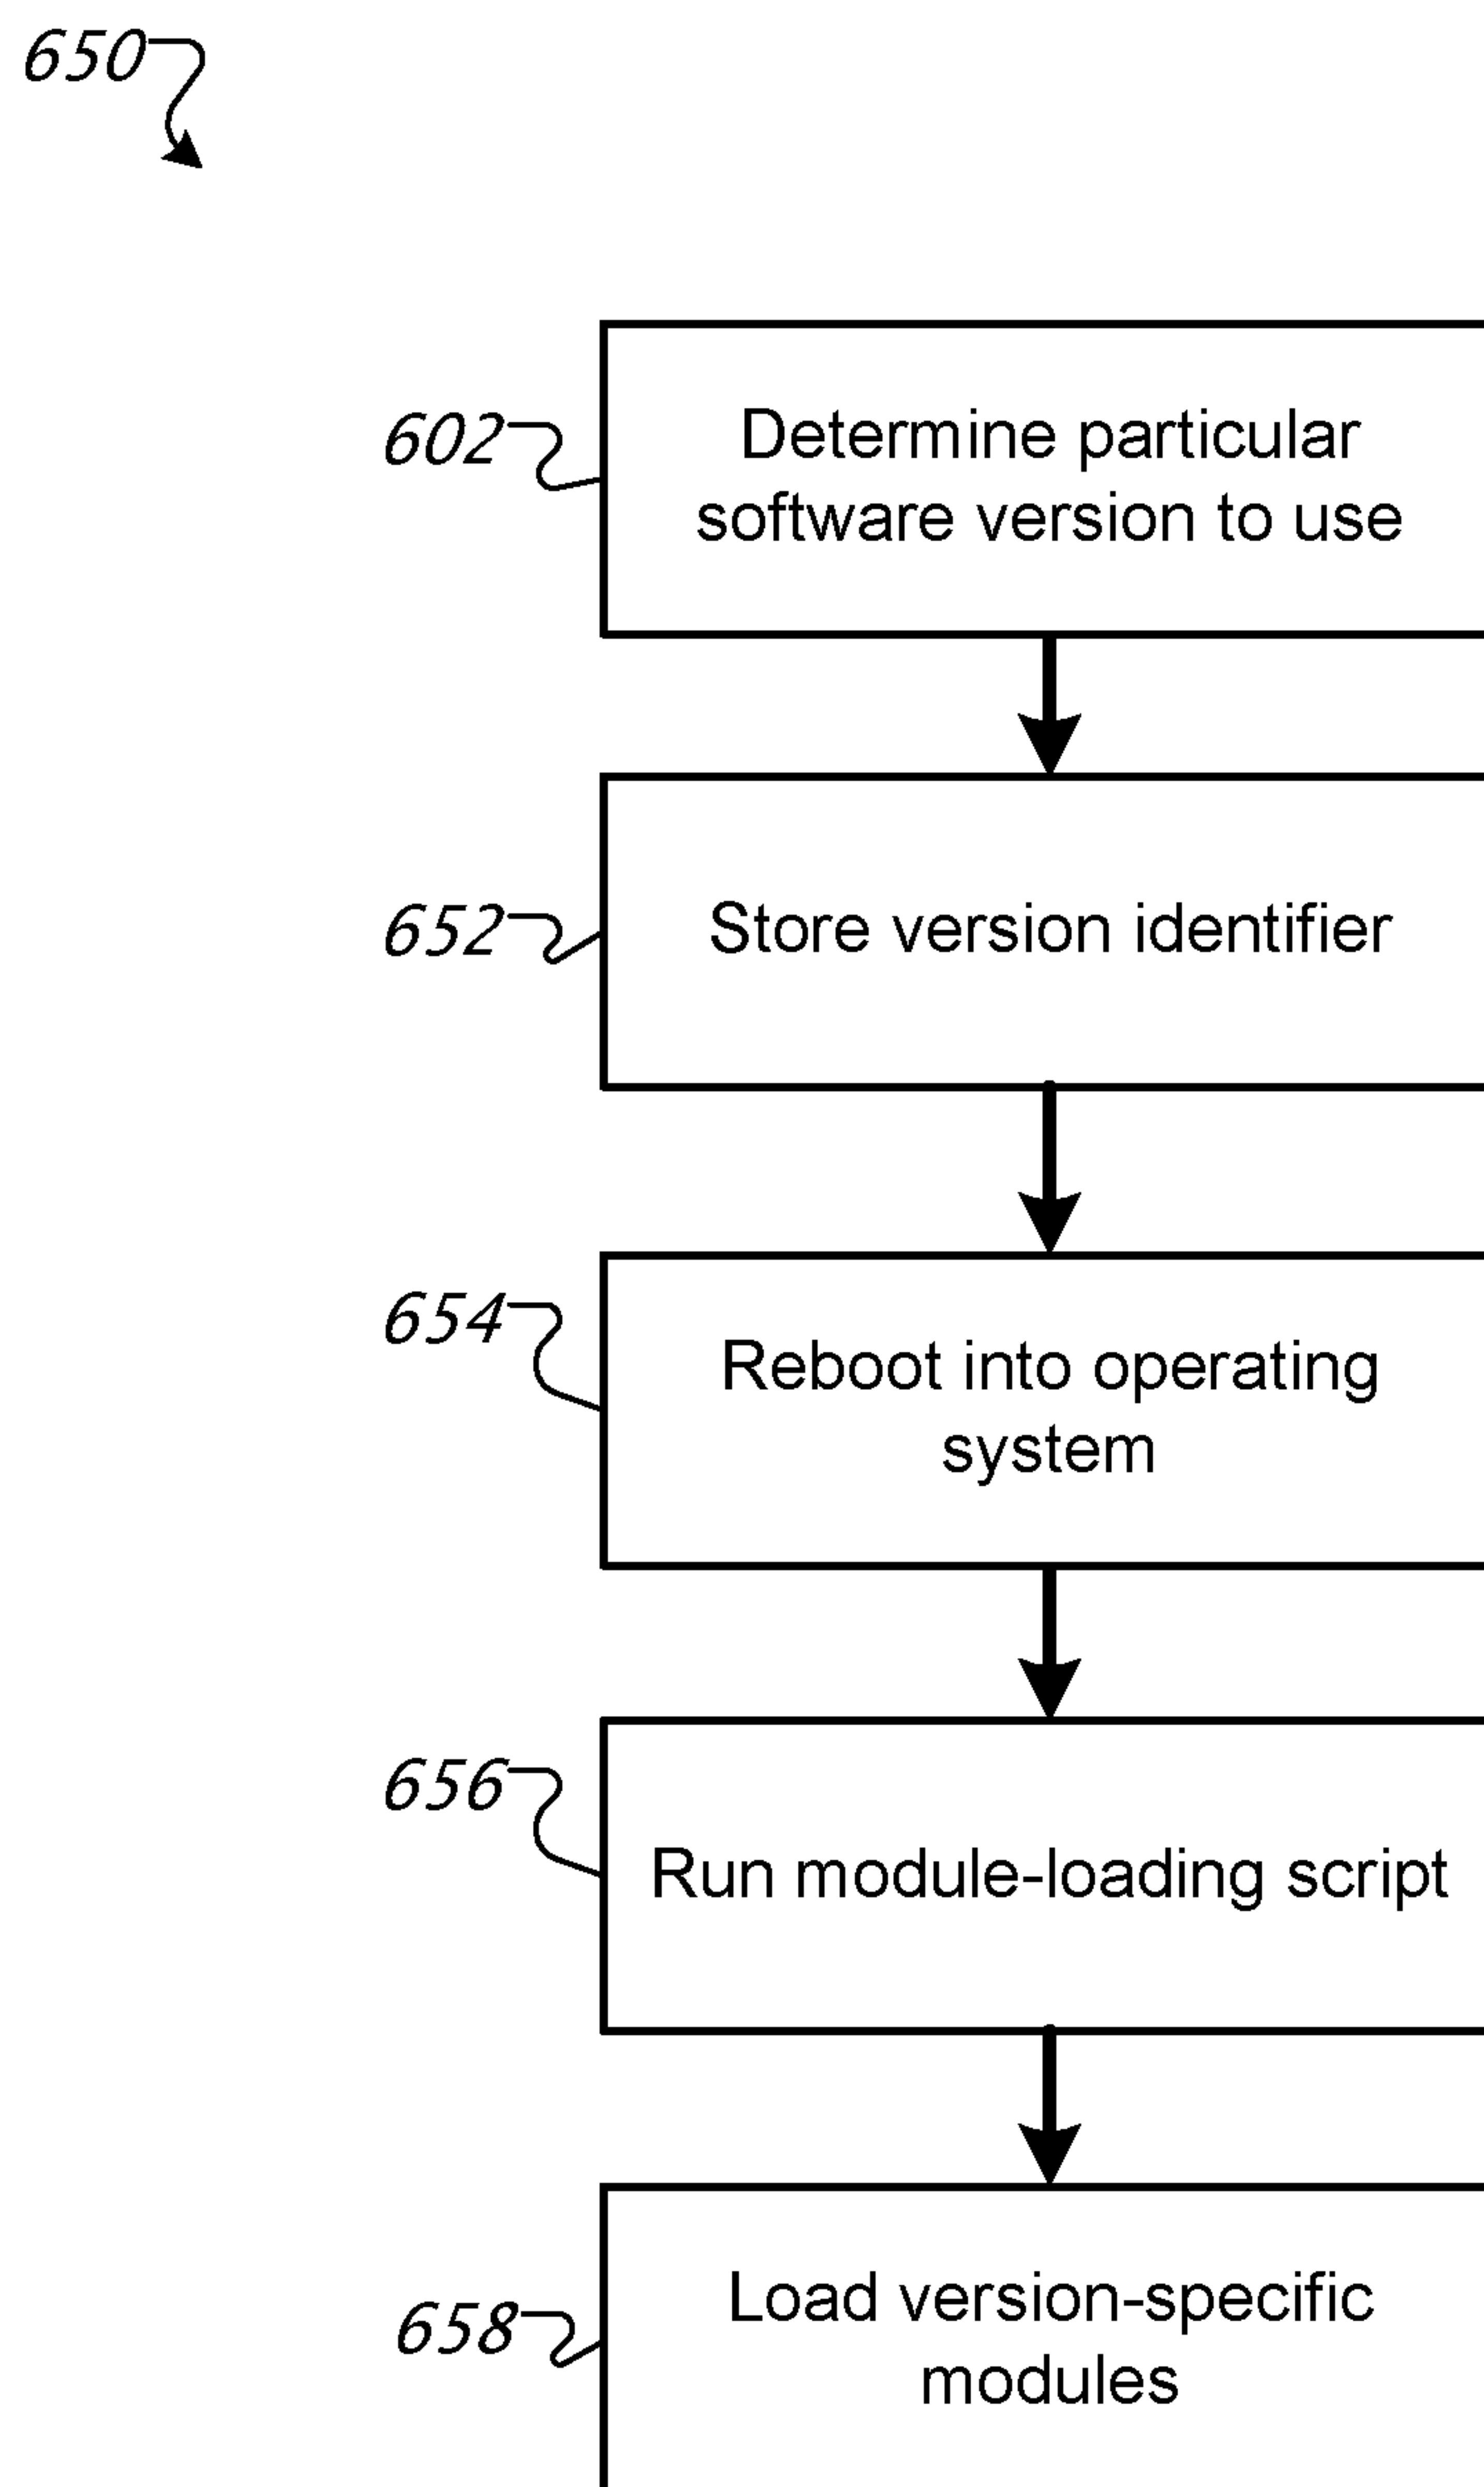 650
602
Determine particular
software version to use
652
Store version identifier
654
Reboot into operating
system
656
Run module-loading script
658
Load version-specific
modules